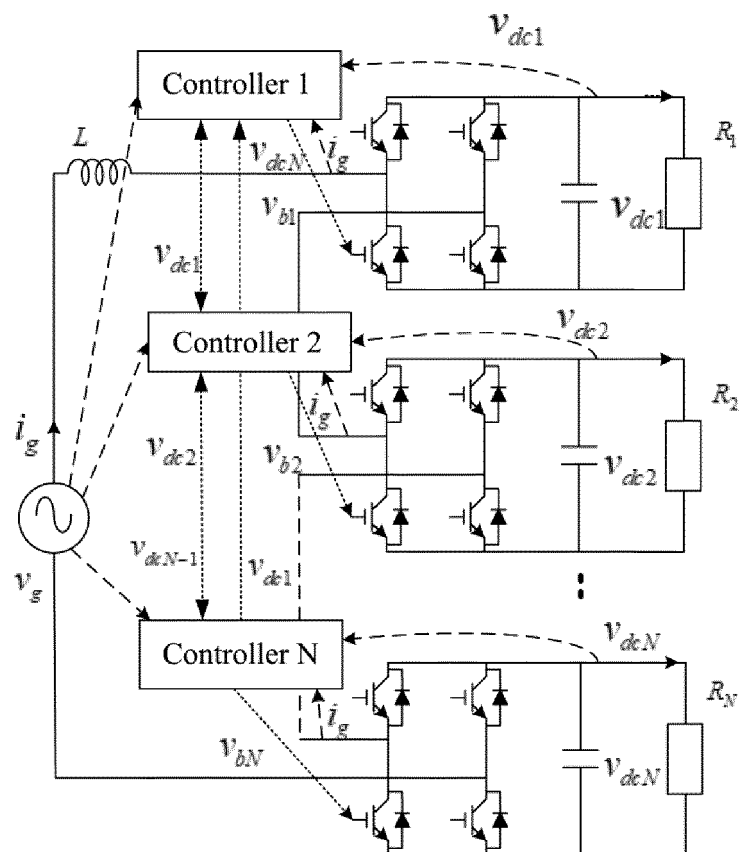 v_dc1
Controller 1
L
v_dcN
i_g
R_1
v_b1
v_dc1
v_dc1
v_dc2
Controller 2
R_2
i_g
i_g
v_dc2
v_b2
v_dc2
v_dcN-1
v_dc1
v_g
v_dcN
Controller N
R_N
i_g
v_bN
v_dcN